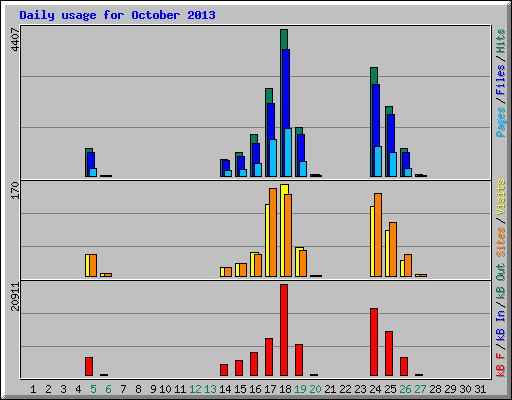 Daily usage for October 2013
4407
Pages / Files / Hits
170
Sites / Visits
20911
kB F / kB In / kB Out
1 2 3 4 5 6 7 8 9 10 11 12 13 14 15 16 17 18 19 20 21 22 23 24 25 26 27 28 29 30 31